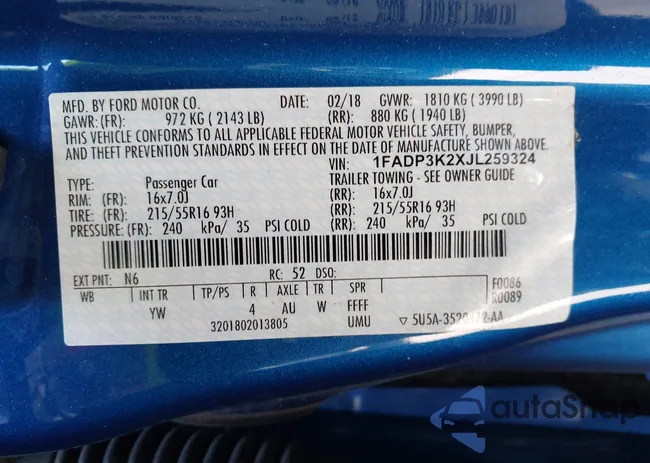 MFD. BY FORD MOTOR CO. DATE: 02/18 GVWR: 1810 KG ( 3990 LB)
GAWR: (FR): 972 KG ( 2143 LB) (RR): 880 KG ( 1940 LB)
THIS VEHICLE CONFORMS TO ALL APPLICABLE FEDERAL MOTOR VEHICLE SAFETY, BUMPER,
AND THEFT PREVENTION STANDARDS IN EFFECT ON THE DATE OF MANUFACTURE SHOWN ABOVE.
VIN: 1FADP3K2XJL259324
TYPE: Passenger Car TRAILER TOWING - SEE OWNER GUIDE
RIM: (FR): 16x7.0J (RR): 16x7.0J
TIRE: (FR): 215/55R16 93H (RR): 215/55R16 93H
PRESSURE: (FR): 240 kPa/ 35 PSI COLD (RR): 240 kPa/ 35 PSI COLD
EXT PNT: N6 RC: 52 DSO:
F0086
R0089
WB INT TR TP/PS R AXLE TR SPR
YW 4 AU W FFFF
3201802013805 UMU ▽ 5U5A-3520472-AA
autoShop